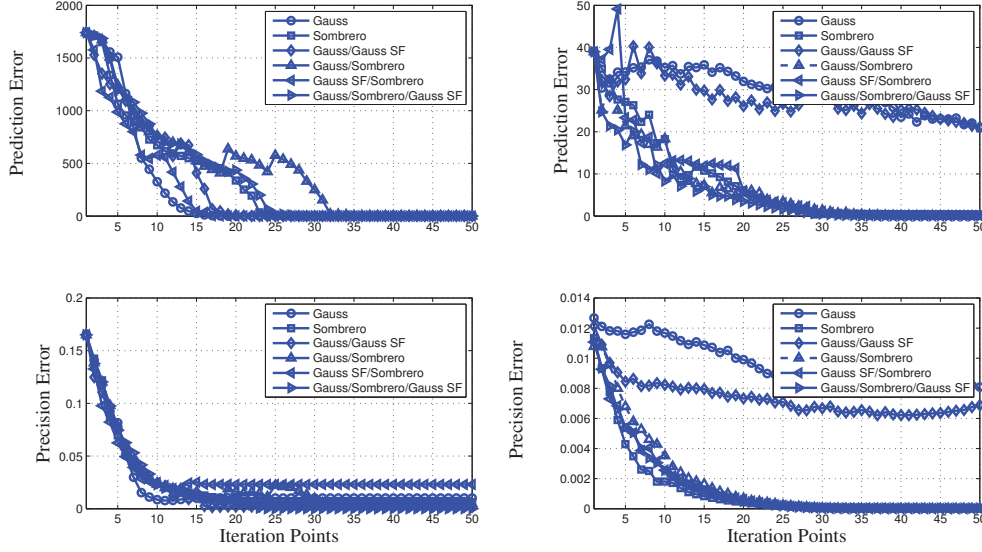 2000
1500
1000
500
0
Prediction Error
5 10 15 20 25 30 35 40 45 50
Gauss
Sombrero
Gauss/Gauss SF
Gauss/Sombrero
Gauss SF/Sombrero
Gauss/Sombrero/Gauss SF
50
40
30
20
10
0
Prediction Error
5 10 15 20 25 30 35 40 45 50
Gauss
Sombrero
Gauss/Gauss SF
Gauss/Sombrero
Gauss SF/Sombrero
Gauss/Sombrero/Gauss SF
0.2
0.15
0.1
0.05
0
Precision Error
5 10 15 20 25 30 35 40 45 50
Iteration Points
Gauss
Sombrero
Gauss/Gauss SF
Gauss/Sombrero
Gauss SF/Sombrero
Gauss/Sombrero/Gauss SF
0.014
0.012
0.01
0.008
0.006
0.004
0.002
0
Precision Error
5 10 15 20 25 30 35 40 45 50
Iteration Points
Gauss
Sombrero
Gauss/Gauss SF
Gauss/Sombrero
Gauss SF/Sombrero
Gauss/Sombrero/Gauss SF